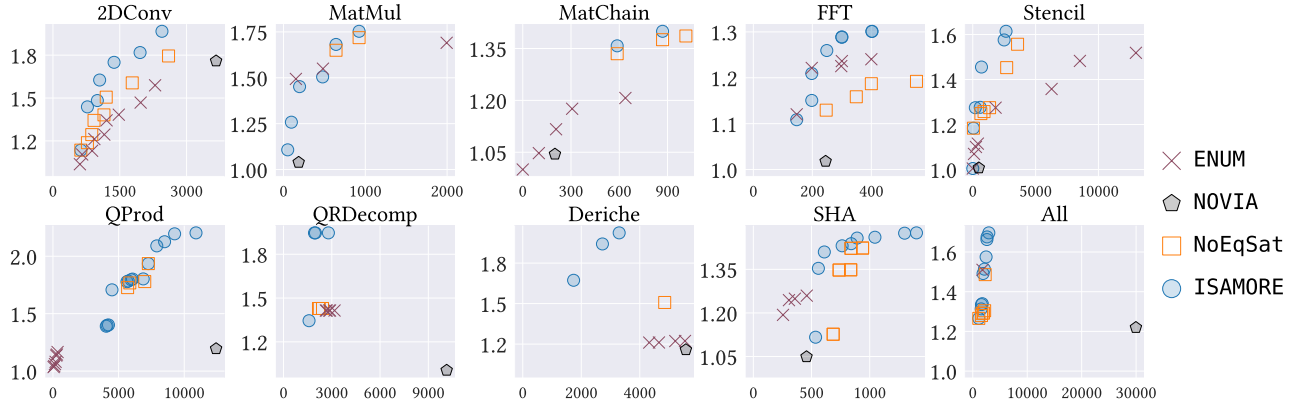 2DConv MatMul MatChain FFT Stencil
1.8 1.5 1.2
0 1500 3000
1.75 1.50 1.25 1.00
0 1000 2000
1.35 1.20 1.05
0 300 600 900
1.3 1.2 1.1 1.0
0 200 400
1.6 1.4 1.2 1.0
0 5000 10000
QProd QRDecomp Deriche SHA All
2.0 1.5 1.0
0 5000 10000
1.8 1.5 1.2
0 3000 6000 9000
1.8 1.5 1.2
0 2000 4000
1.35 1.20 1.05
0 500 1000
1.6 1.4 1.2 1.0
0 10000 20000 30000
ENUM
NOVIA
NoEqSat
ISAMORE